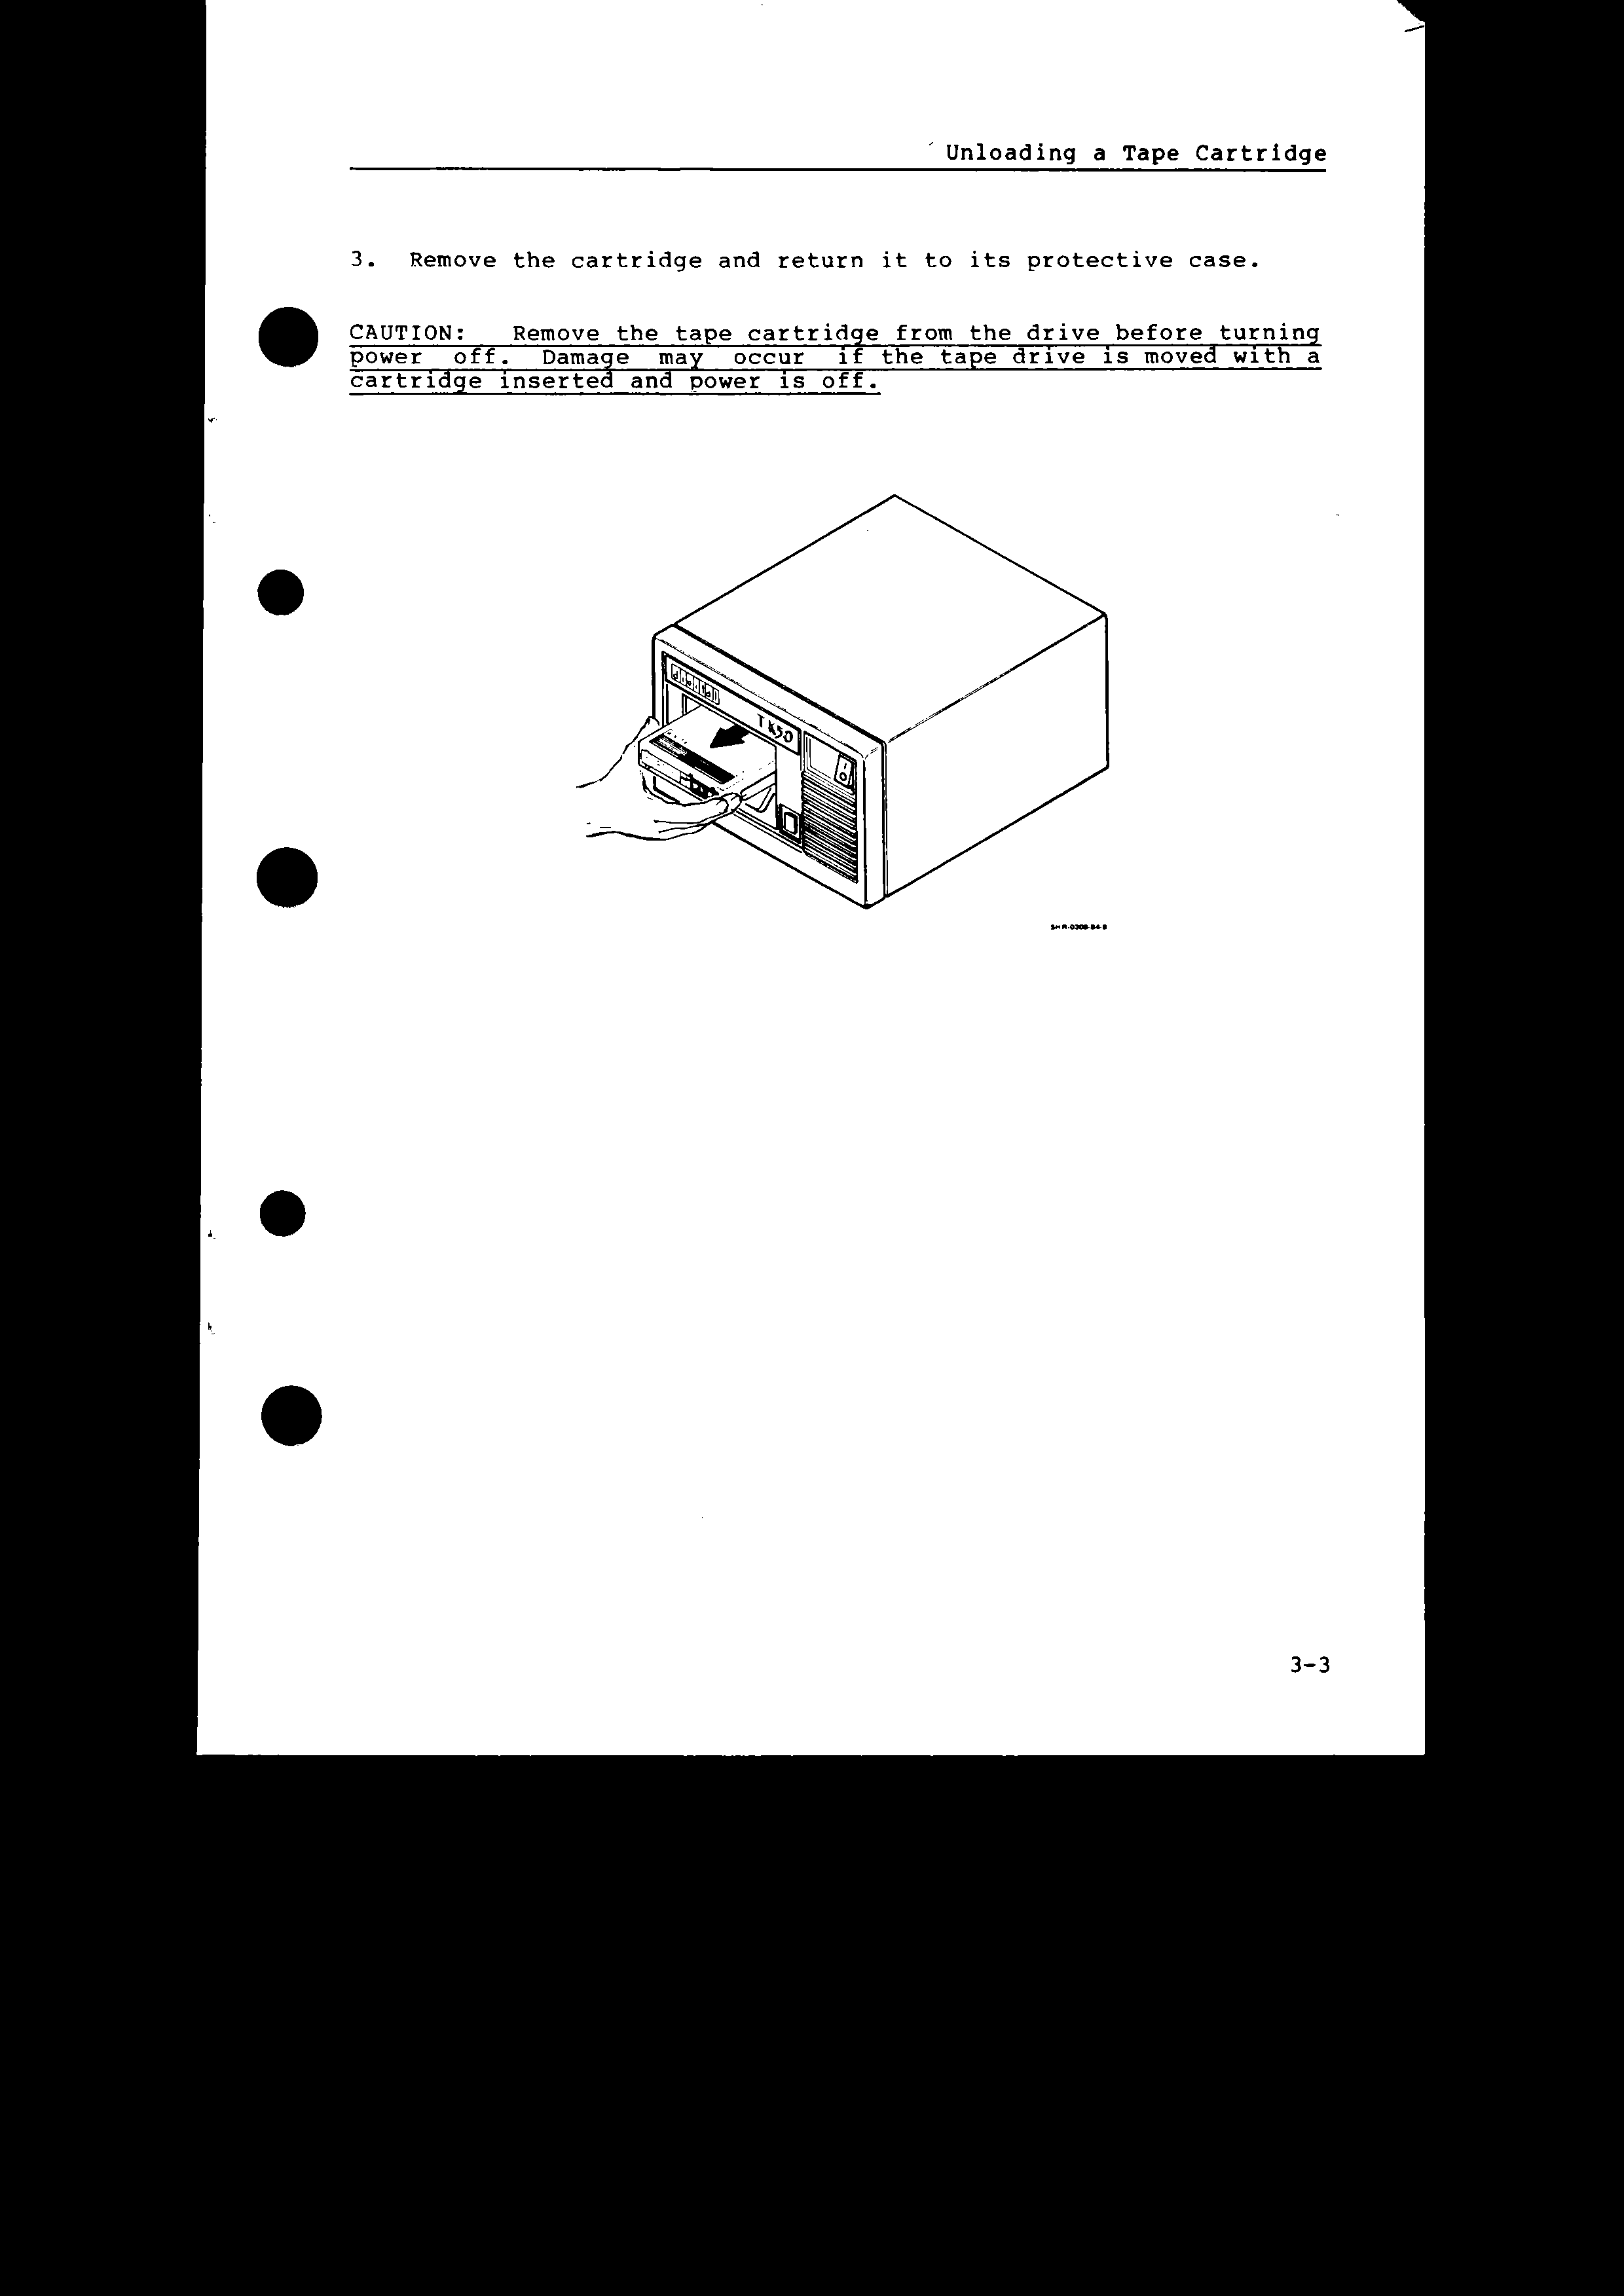 Unloading a Tape Cartridge
3. Remove the cartridge and return it to its protective case.
CAUTION: Remove the tape cartridge from the drive before turning
power off. Damage may occur if the tape drive is moved with a
cartridge inserted and power is off.
digital
TK50
SHR-0308-84-B
3-3